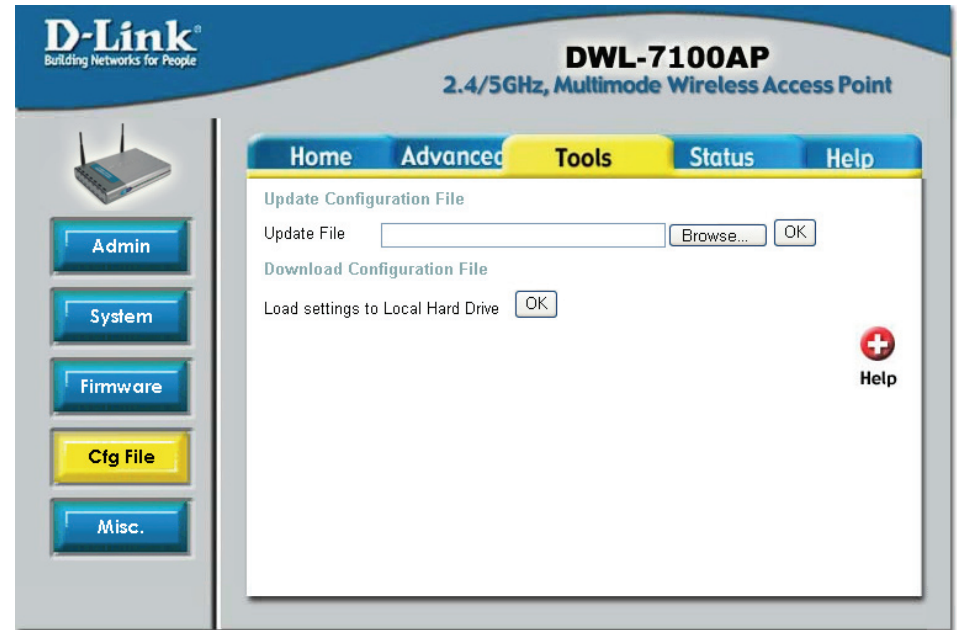 D-Link®
Building Networks for People
DWL-7100AP
2.4/5GHz, Multimode Wireless Access Point
Home Advanced Tools Status Help
Update Configuration File
Update File Browse... OK
Download Configuration File
Load settings to Local Hard Drive OK
Help
Admin
System
Firmware
Cfg File
Misc.